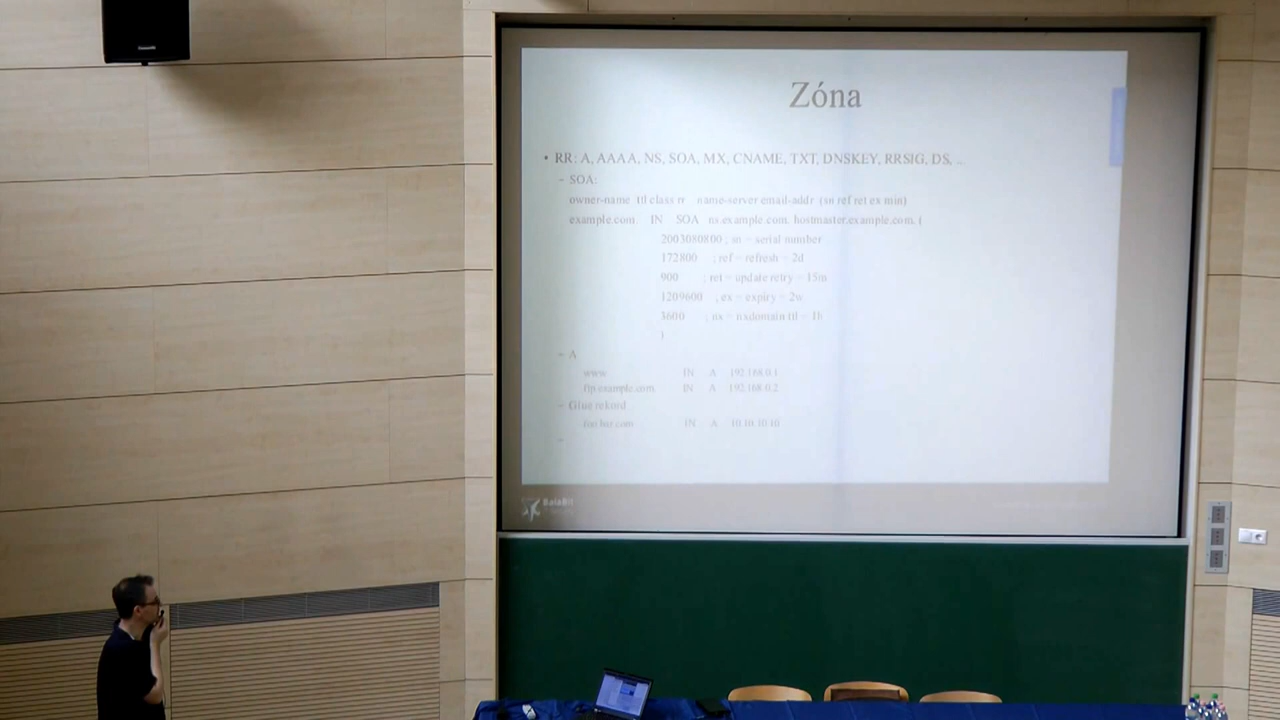 Zóna
• RR: A, AAAA, NS, SOA, MX, CNAME, TXT, DNSKEY, RRSIG, DS, ...
– SOA:
owner-name ttl class rr name-server email-addr (sn ref ret ex min)
example.com. IN SOA ns.example.com. hostmaster.example.com. (
2003080800 ; sn = serial number
172800 ; ref = refresh = 2d
900 ; ret = update retry = 15m
1209600 ; ex = expiry = 2w
3600 ; nx = nxdomain ttl = 1h
)
– A
www IN A 192.168.0.1
ftp.example.com. IN A 192.168.0.2
– Glue rekord
IN A 10.10.10.10
–
BalaBit